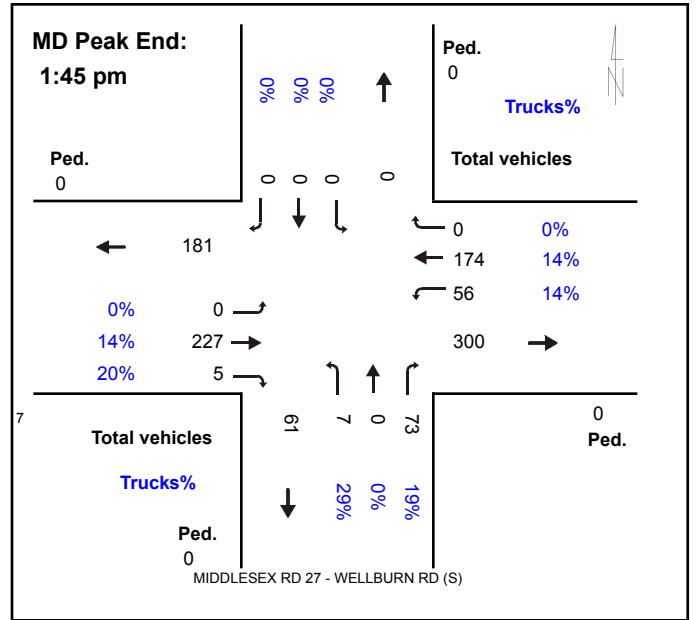 MD Peak End:
1:45 pm
Ped.
0
N
Trucks%
0% 0% 0%
Ped.
0
Total vehicles
0 0 0 0
0 0%
181
174 14%
56 14%
0% 0
14% 227
300
20% 5
7
61 7 0 73
0
Ped.
Total vehicles
Trucks%
29% 0% 19%
Ped.
0
MIDDLESEX RD 27 - WELLBURN RD (S)